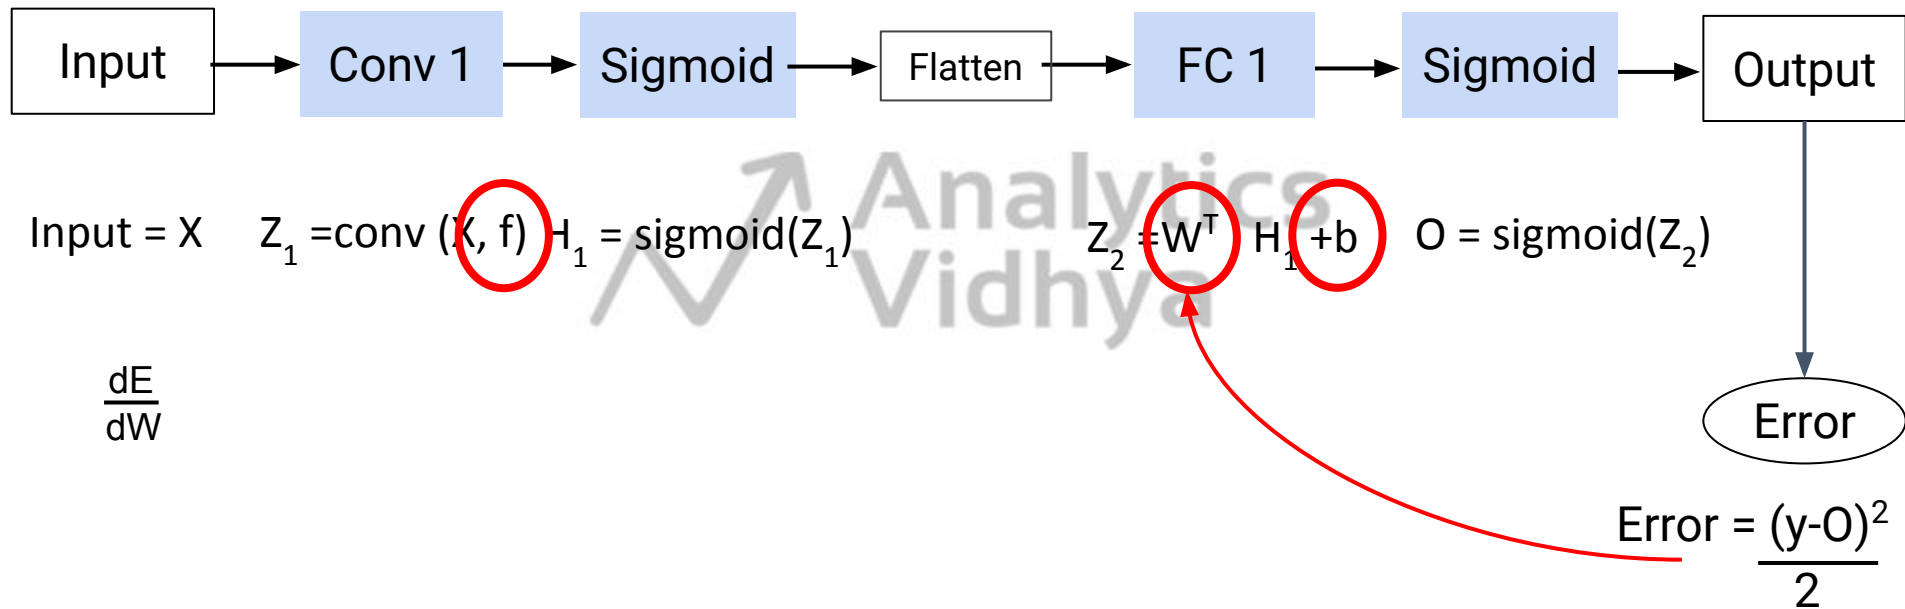 Input Conv 1 Sigmoid Flatten FC 1 Sigmoid Output
Analytics
Vidhya
Input = X Z₁ =conv (X, f) H₁ = sigmoid(Z₁) Z₂ =Wᵀ H₁ +b O = sigmoid(Z₂)
dE
dW
Error
Error = (y-O)²
2